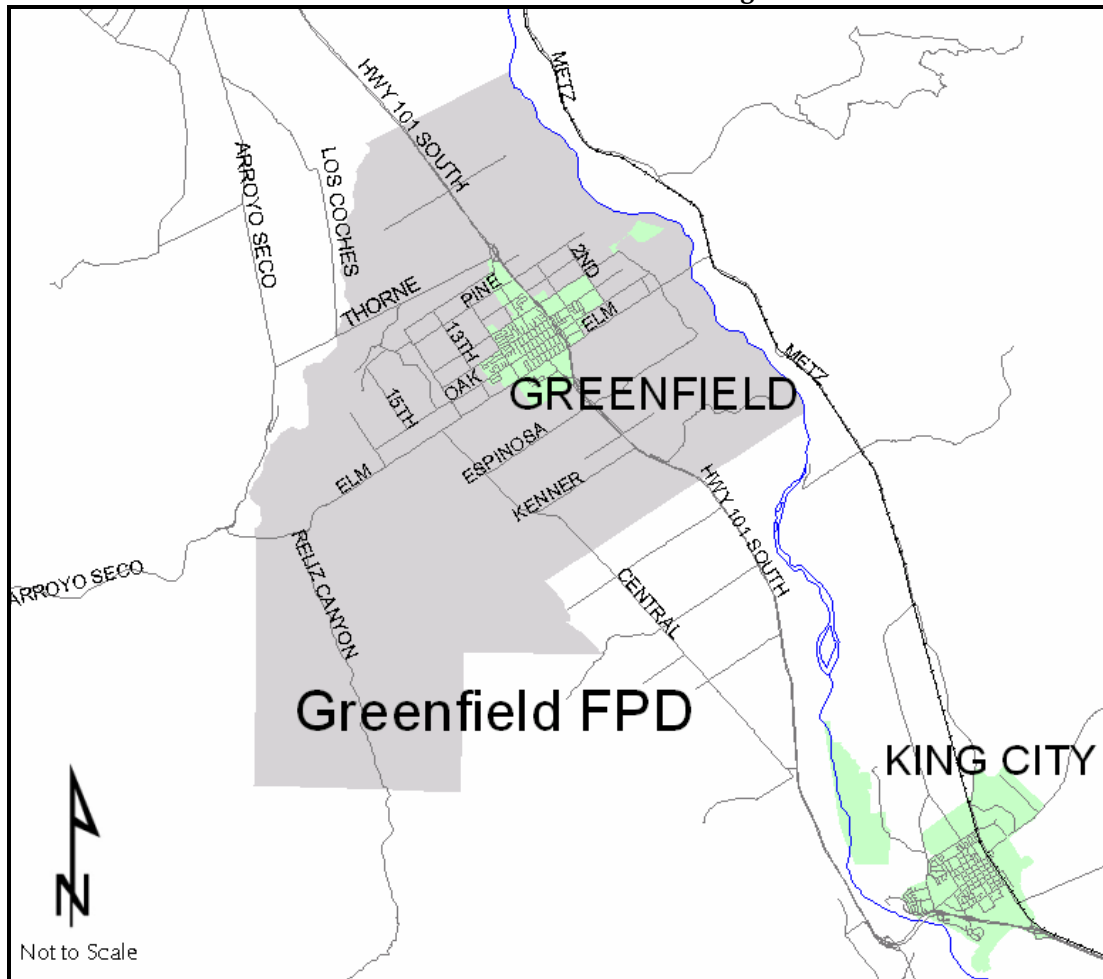 METZ
HWY 101 SOUTH
ARROYO SECO
LOS COCHES
2ND
THORNE
PINE
ELM
13TH
METZ
OAK
GREENFIELD
15TH
ESPINOSA
ELM
KENNER
HWY 101 SOUTH
RELIZ CANYON
ARROYO SECO
CENTRAL
Greenfield FPD
KING CITY
N
Not to Scale